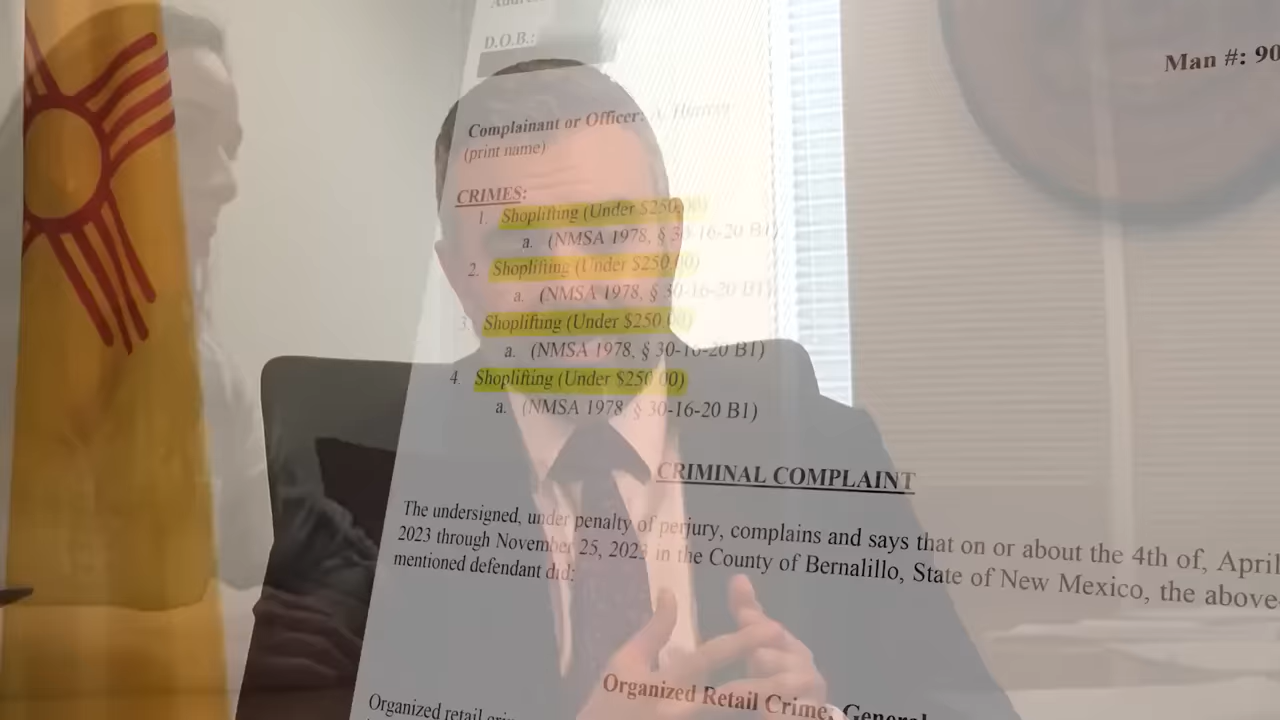 D.O.B.:
Man #: 90
Complainant or Officer:
(print name)
CRIMES:
1. Shoplifting (Under $250.00)
a. (NMSA 1978, § 30-16-20 B1)
2. Shoplifting (Under $250.00)
a. (NMSA 1978, § 30-16-20 B1)
3. Shoplifting (Under $250.00)
a. (NMSA 1978, § 30-16-20 B1)
4. Shoplifting (Under $250.00)
a. (NMSA 1978, § 30-16-20 B1)
CRIMINAL COMPLAINT
The undersigned, under penalty of perjury, complains and says that on or about the 4th of, April
2023 through November 25, 2023 in the County of Bernalillo, State of New Mexico, the above
mentioned defendant did:
Organized Retail Crime, General
Organized retail